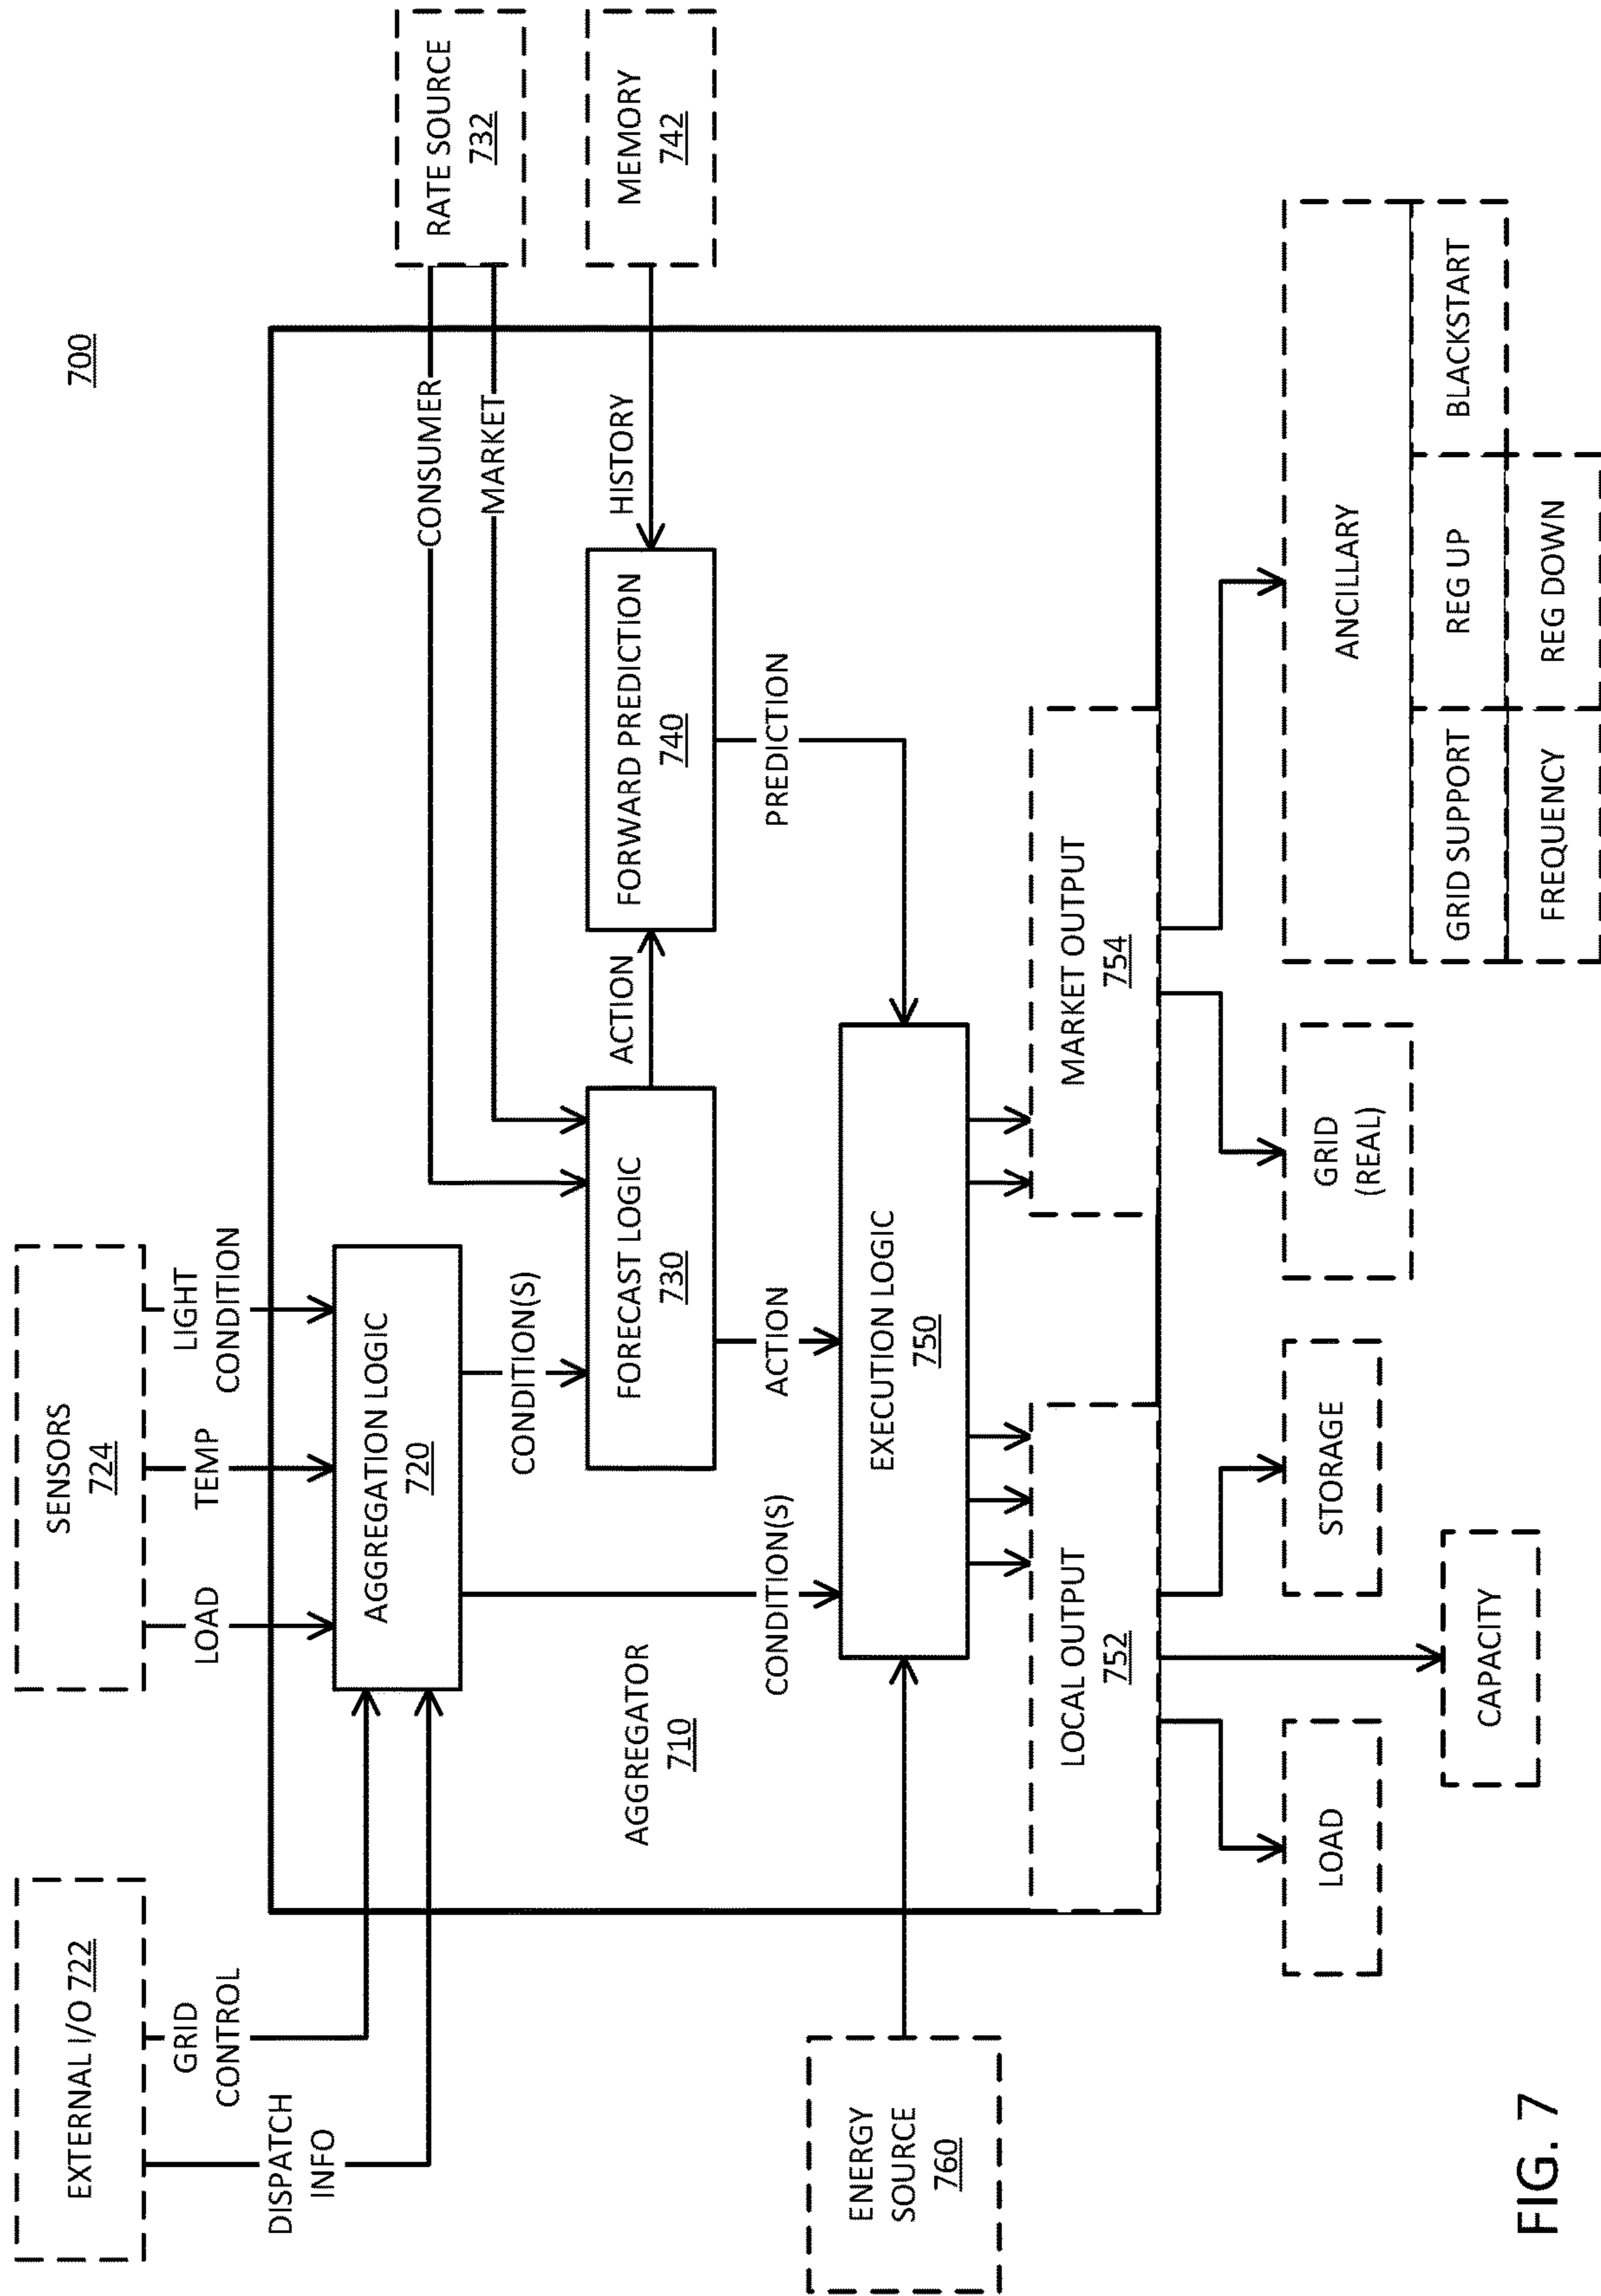 700
EXTERNAL I/O 722
SENSORS
724
GRID
CONTROL
DISPATCH
INFO
LOAD
TEMP
LIGHT
CONDITION
RATE SOURCE
732
MEMORY
742
CONSUMER
MARKET
HISTORY
AGGREGATION LOGIC
720
CONDITION(S)
FORECAST LOGIC
730
ACTION
FORWARD PREDICTION
740
AGGREGATOR
710
CONDITION(S)
ACTION
PREDICTION
ENERGY
SOURCE
760
EXECUTION LOGIC
750
LOCAL OUTPUT
752
MARKET OUTPUT
754
LOAD
STORAGE
CAPACITY
GRID
(REAL)
ANCILLARY
GRID SUPPORT
REG UP
BLACKSTART
FREQUENCY
REG DOWN
FIG. 7